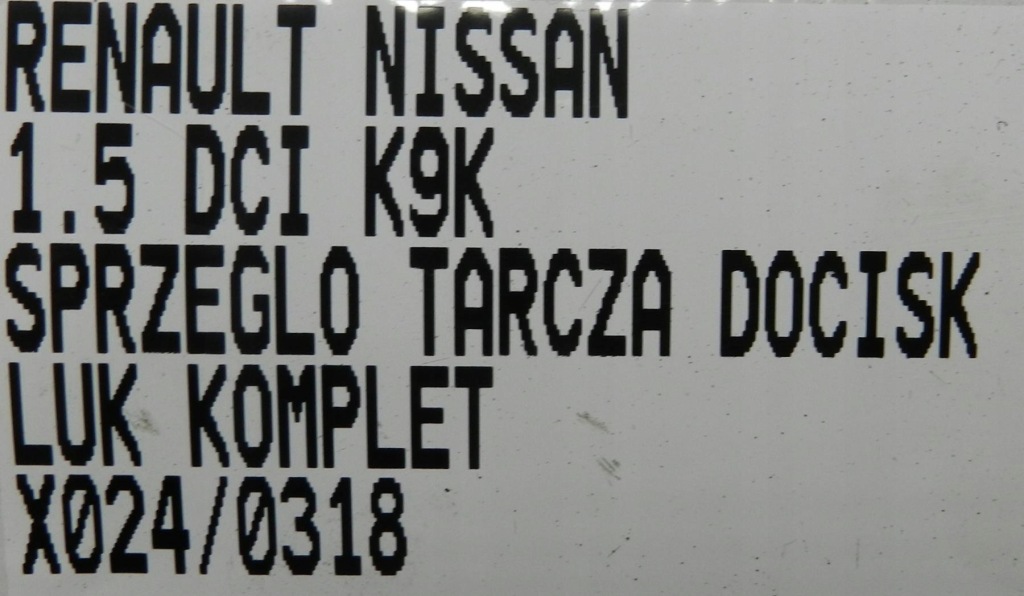 RENAULT NISSAN
1.5 DCI K9K
SPRZEGLO TARCZA DOCISK
LUK KOMPLET
X024/0318